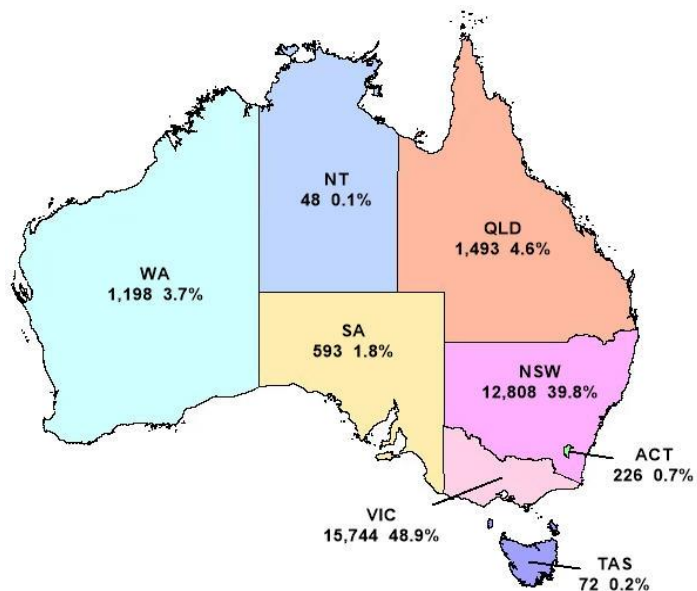 NT
48 0.1%
QLD
1,493 4.6%
WA
1,198 3.7%
SA
593 1.8%
NSW
12,808 39.8%
ACT
226 0.7%
VIC
15,744 48.9%
TAS
72 0.2%